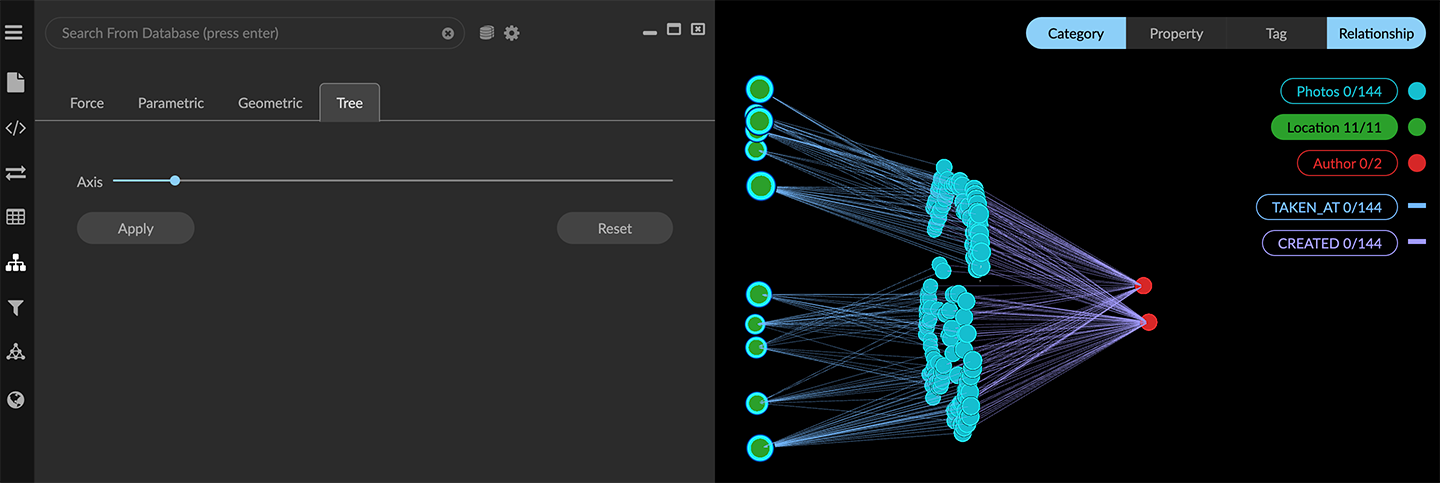 Search From Database (press enter)
Force Parametric Geometric Tree
Axis
Apply Reset
Category Property Tag Relationship
Photos 0/144
Location 11/11
Author 0/2
TAKEN_AT 0/144
CREATED 0/144